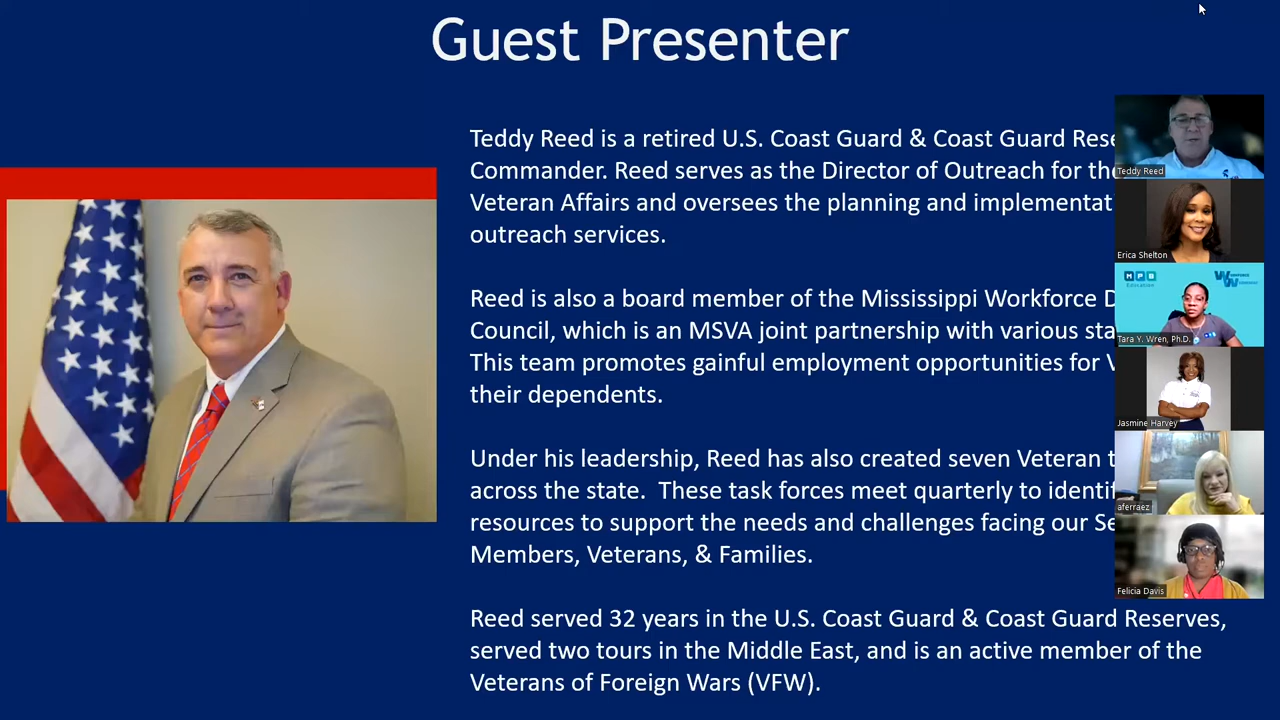 Guest Presenter
Teddy Reed is a retired U.S. Coast Guard & Coast Guard
Commander. Reed serves as the Director of Outreach for
Veteran Affairs and oversees the planning and
outreach services.
Reed is also a board member of the Mississippi Workforce
Council, which is an MSVA joint partnership with various
This team promotes gainful employment opportunities for
their dependents.
Under his leadership, Reed has also created seven Veteran
across the state. These task forces meet quarterly to
resources to support the needs and challenges facing our
Members, Veterans, & Families.
Reed served 32 years in the U.S. Coast Guard & Coast Guard Reserves,
served two tours in the Middle East, and is an active member of the
Veterans of Foreign Wars (VFW).
Teddy Reed
Erica Shelton
MPB
Education
Tara Y. Wren, Ph.D.
Jasmine Harvey
aferraez
Felicia Davis